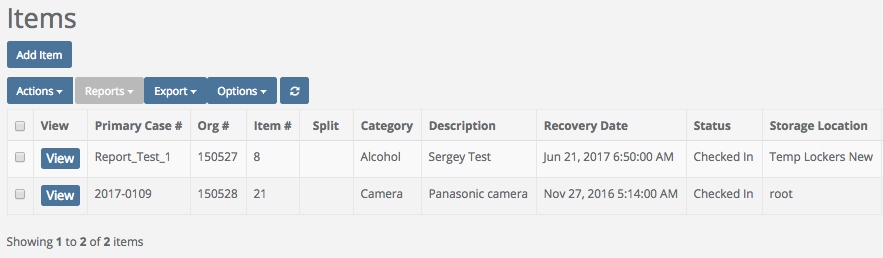 Items
Add Item
Actions Reports Export Options
View Primary Case # Org # Item # Split Category Description Recovery Date Status Storage Location
View Report_Test_1 150527 8 Alcohol Sergey Test Jun 21, 2017 6:50:00 AM Checked In Temp Lockers New
View 2017-0109 150528 21 Camera Panasonic camera Nov 27, 2016 5:14:00 AM Checked In root
Showing 1 to 2 of 2 items